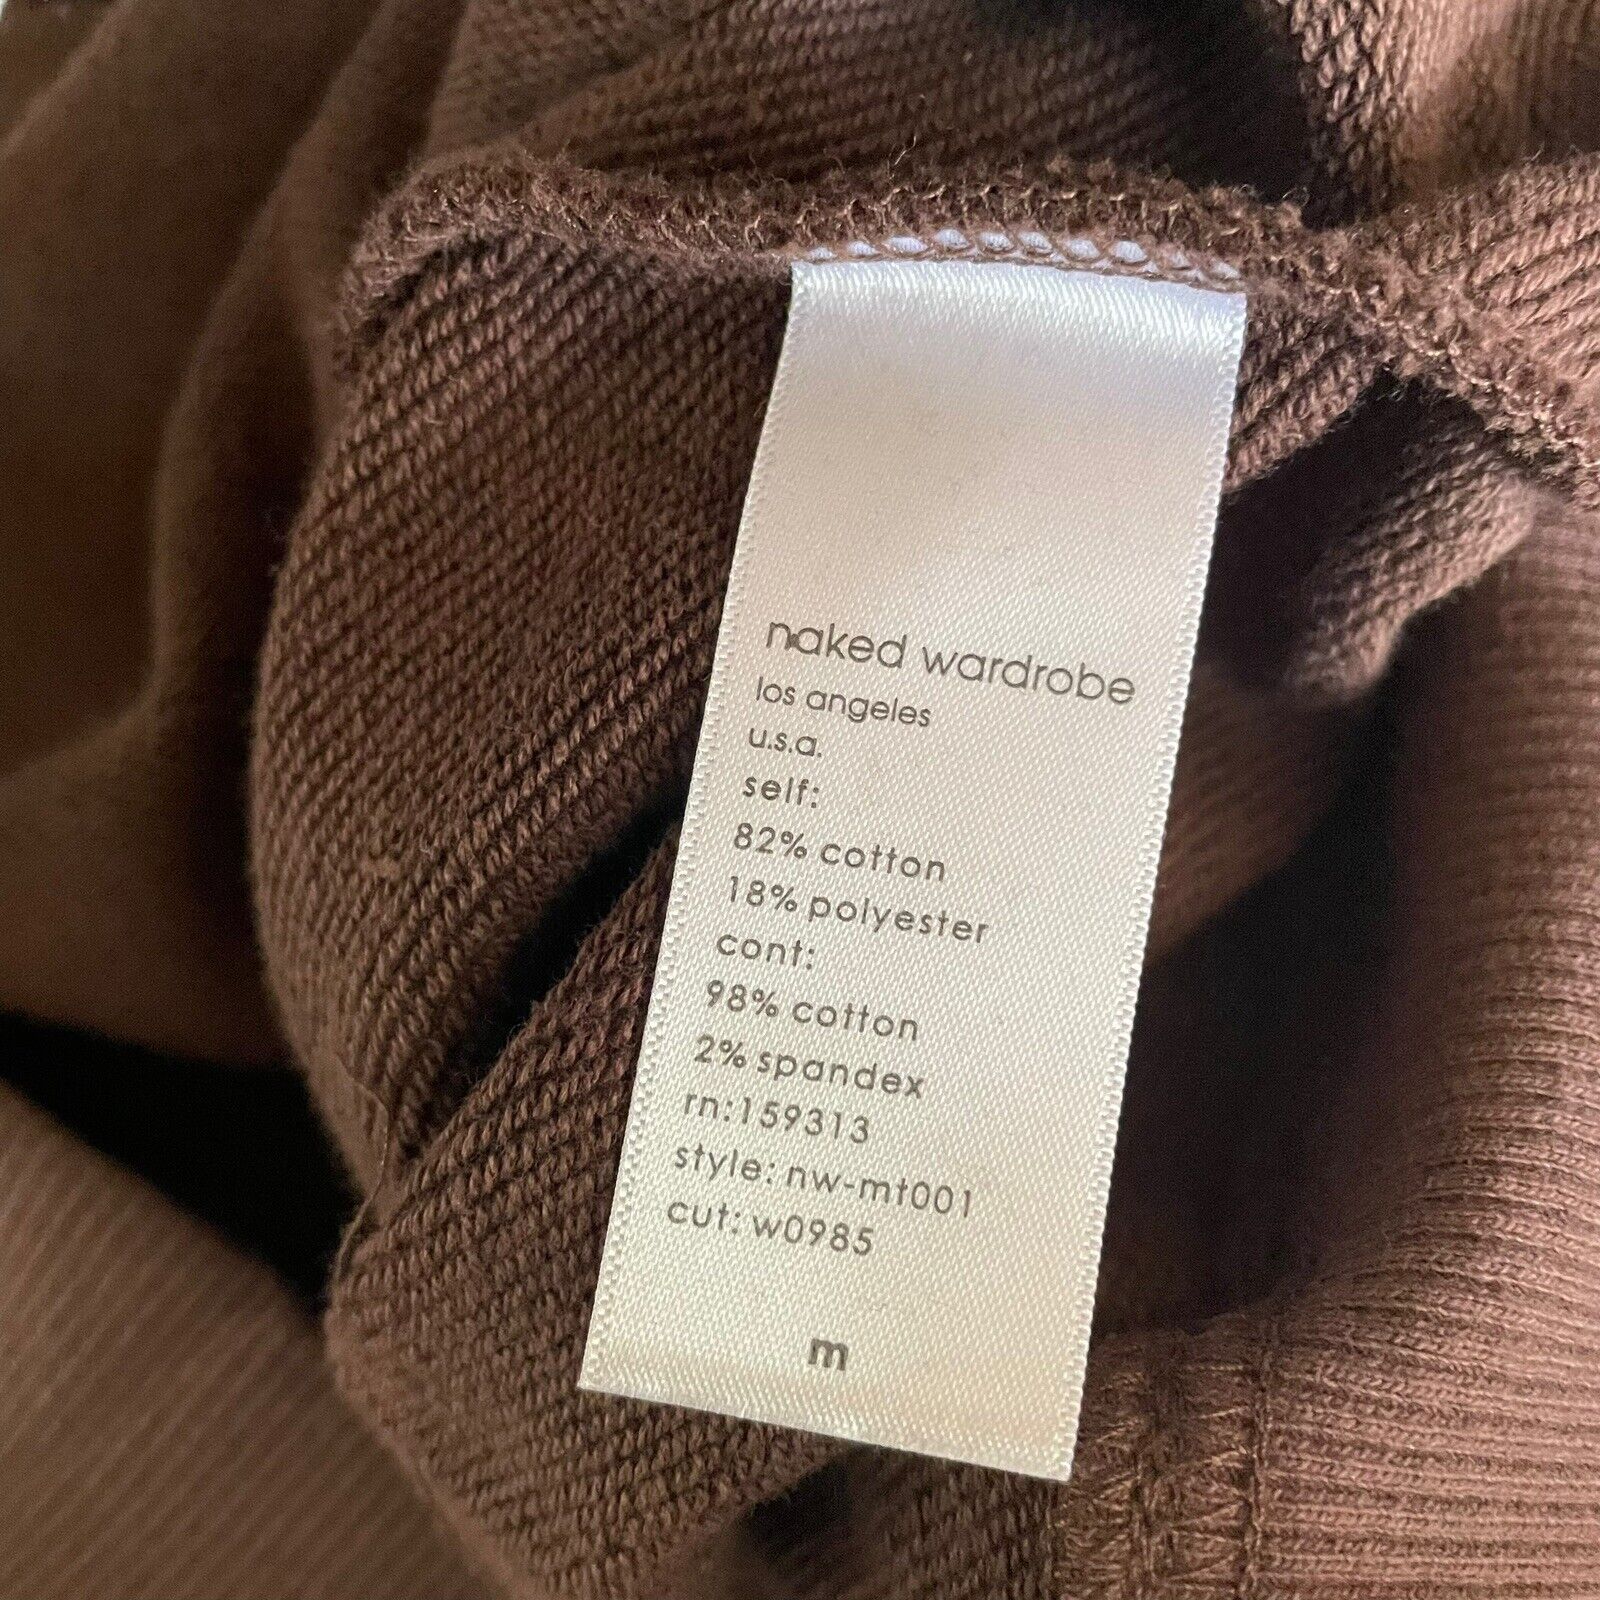 naked wardrobe
los angeles
u.s.a.
self:
82% cotton
18% polyester
cont:
98% cotton
2% spandex
rn:159313
style: nw-mt001
cut: w0985
m